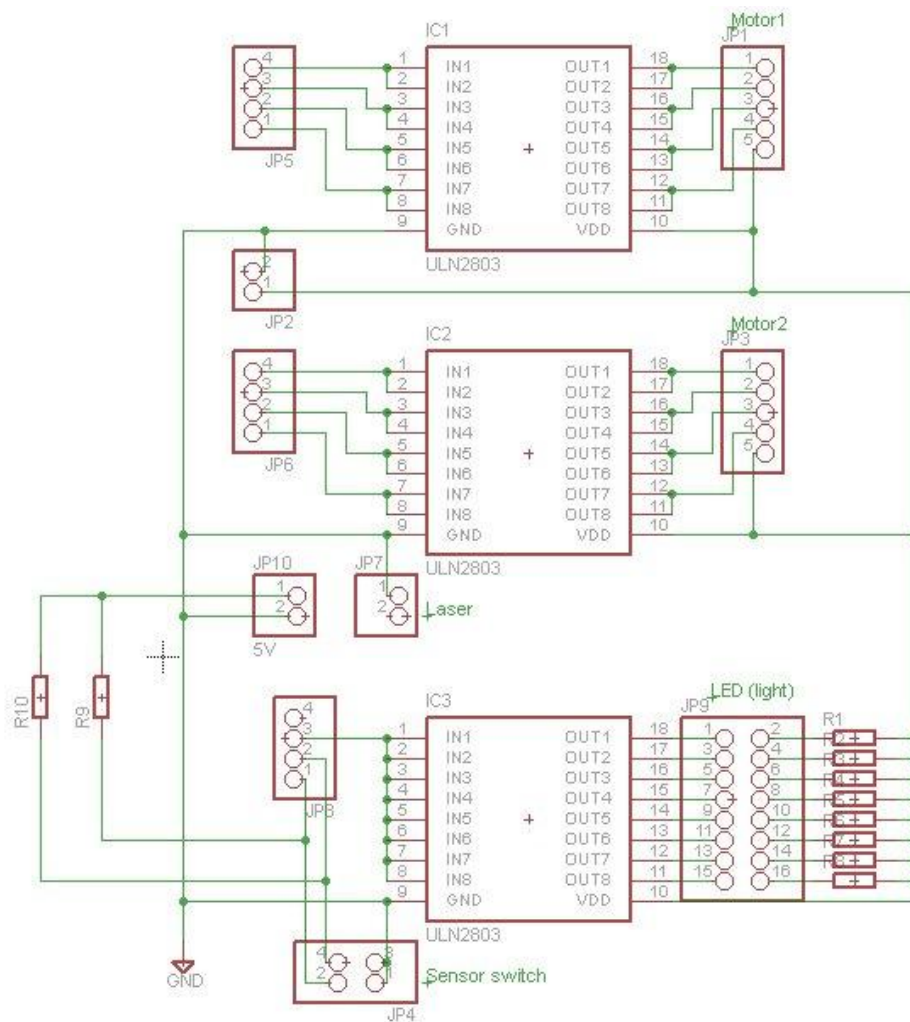 Motor1
IC1
JP1
4
3
2
1
JP5
1 IN1 OUT1 18
2 IN2 OUT2 17
3 IN3 OUT3 16
4 IN4 OUT4 15
5 IN5 OUT5 14
6 IN6 OUT6 13
7 IN7 OUT7 12
8 IN8 OUT8 11
9 GND VDD 10
ULN2803
1
2
3
4
5
2
1
JP2
Motor2
IC2
JP3
4
3
2
1
JP6
1 IN1 OUT1 18
2 IN2 OUT2 17
3 IN3 OUT3 16
4 IN4 OUT4 15
5 IN5 OUT5 14
6 IN6 OUT6 13
7 IN7 OUT7 12
8 IN8 OUT8 11
9 GND VDD 10
ULN2803
1
2
3
4
5
JP10
1
2
5V
JP7
1
2
Laser
R10
R9
LED (light)
IC3
JP9
4
3
2
1
1 IN1 OUT1 18
2 IN2 OUT2 17
3 IN3 OUT3 16
4 IN4 OUT4 15
5 IN5 OUT5 14
6 IN6 OUT6 13
7 IN7 OUT7 12
8 IN8 OUT8 11
9 GND VDD 10
ULN2803
1 2 R1
3 4 R2
5 6 R3
7 8 R4
9 10 R5
11 12 R6
13 14 R7
15 16 R8
4 3
2 1
Sensor switch
JP4
GND